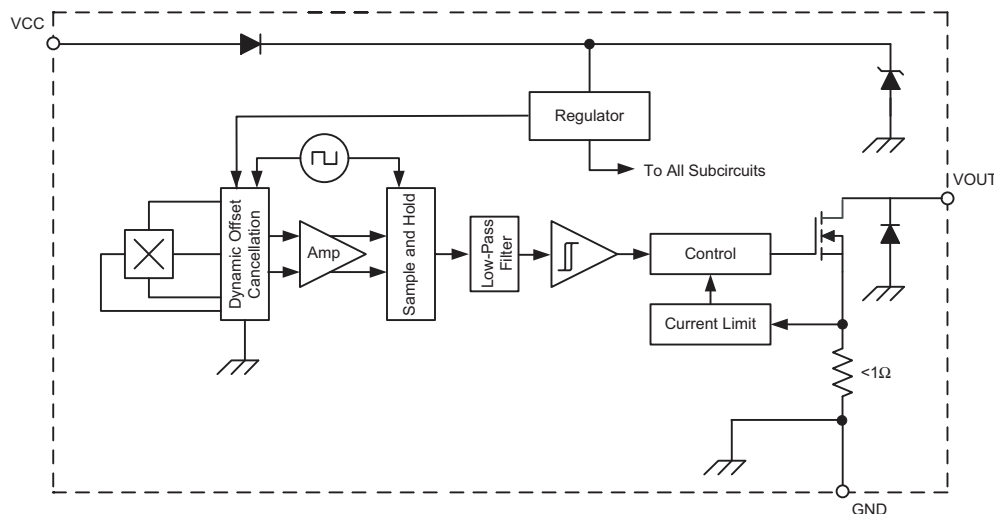 VCC
Regulator
To All Subcircuits
VOUT
Dynamic Offset
Cancellation
Amp
Sample and Hold
Low-Pass
Filter
Control
Current Limit
<1Ω
GND